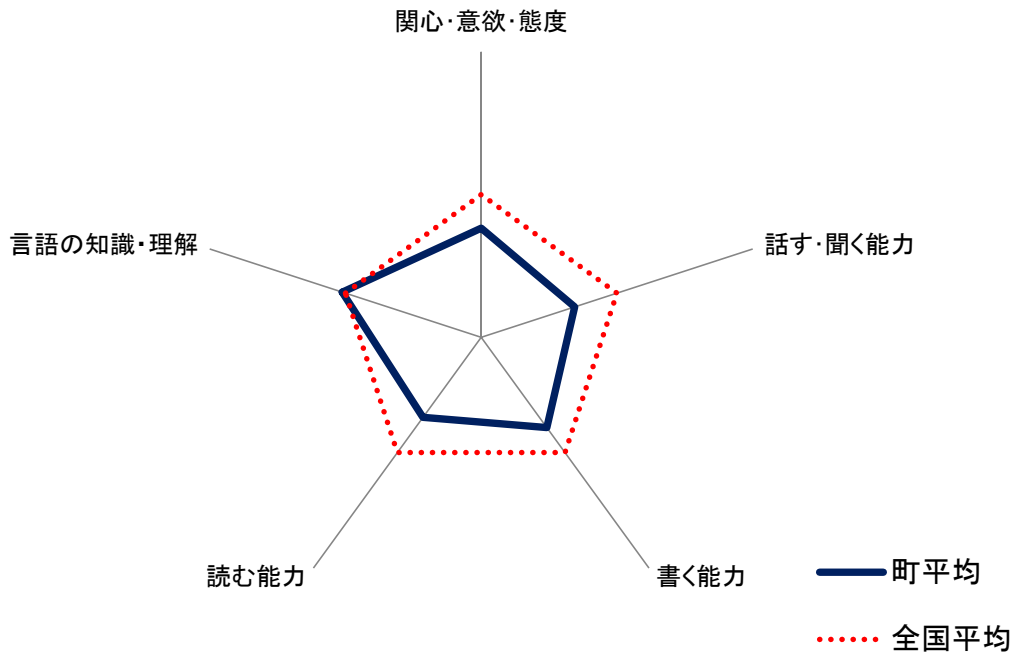 関心･意欲･態度
言語の知識・理解
話す･聞く能力
読む能力
書く能力
町平均
全国平均